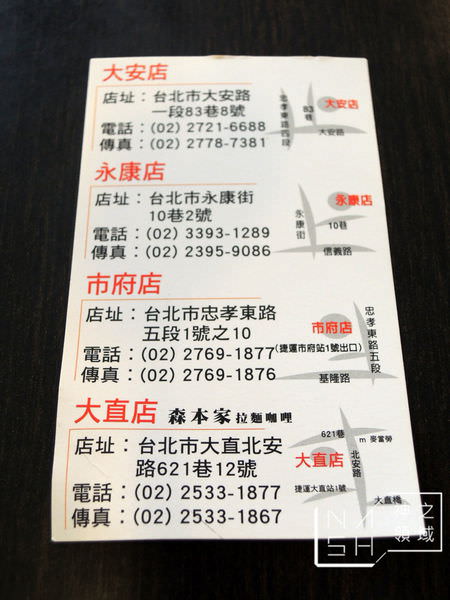 大安店
店址：台北市大安路
一段83巷8號
電話：(02) 2721-6688
傳真：(02) 2778-7381
忠孝東路四段
83巷
大安店
大安路
永康店
店址：台北市永康街
10巷2號
電話：(02) 3393-1289
傳真：(02) 2395-9086
永康店
永康街
10巷
信義路
市府店
店址：台北市忠孝東路
五段1號之10
電話：(02) 2769-1877
傳真：(02) 2769-1876
市府店
(捷運市府站1號出口)
忠孝東路五段
基隆路
大直店 森本家拉麵咖哩
店址：台北市大直北安
路621巷12號
電話：(02) 2533-1877
傳真：(02) 2533-1867
621巷
m 麥當勞
大直店
北安路
捷運大直站1號
大直橋
NASH
神之領域